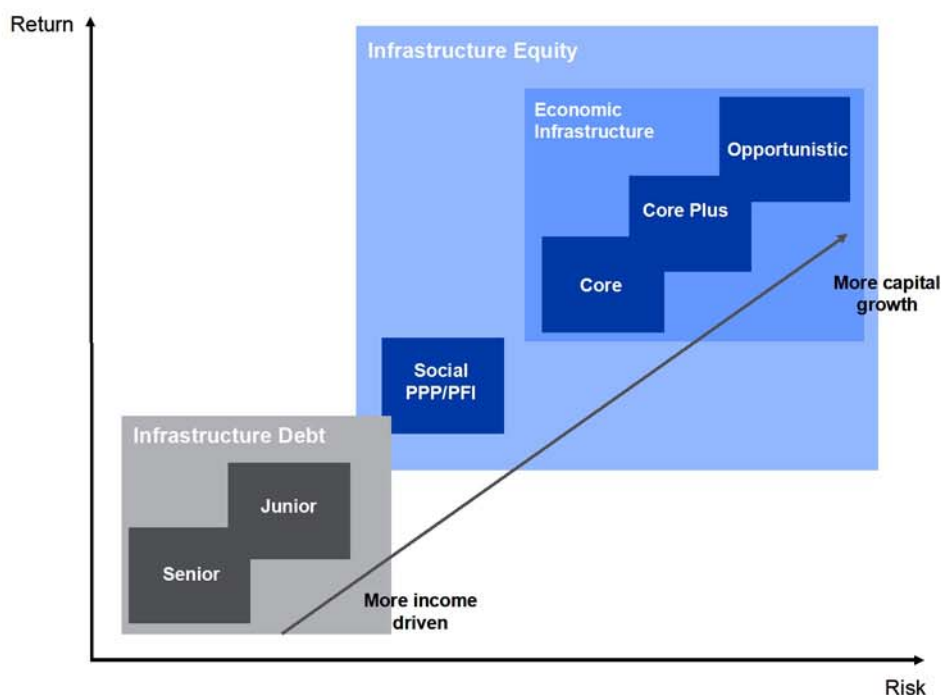 Return
Infrastructure Equity
Economic
Infrastructure
Opportunistic
Core Plus
Core
More capital
growth
Social
PPP/PFI
Infrastructure Debt
Junior
Senior
More income
driven
Risk